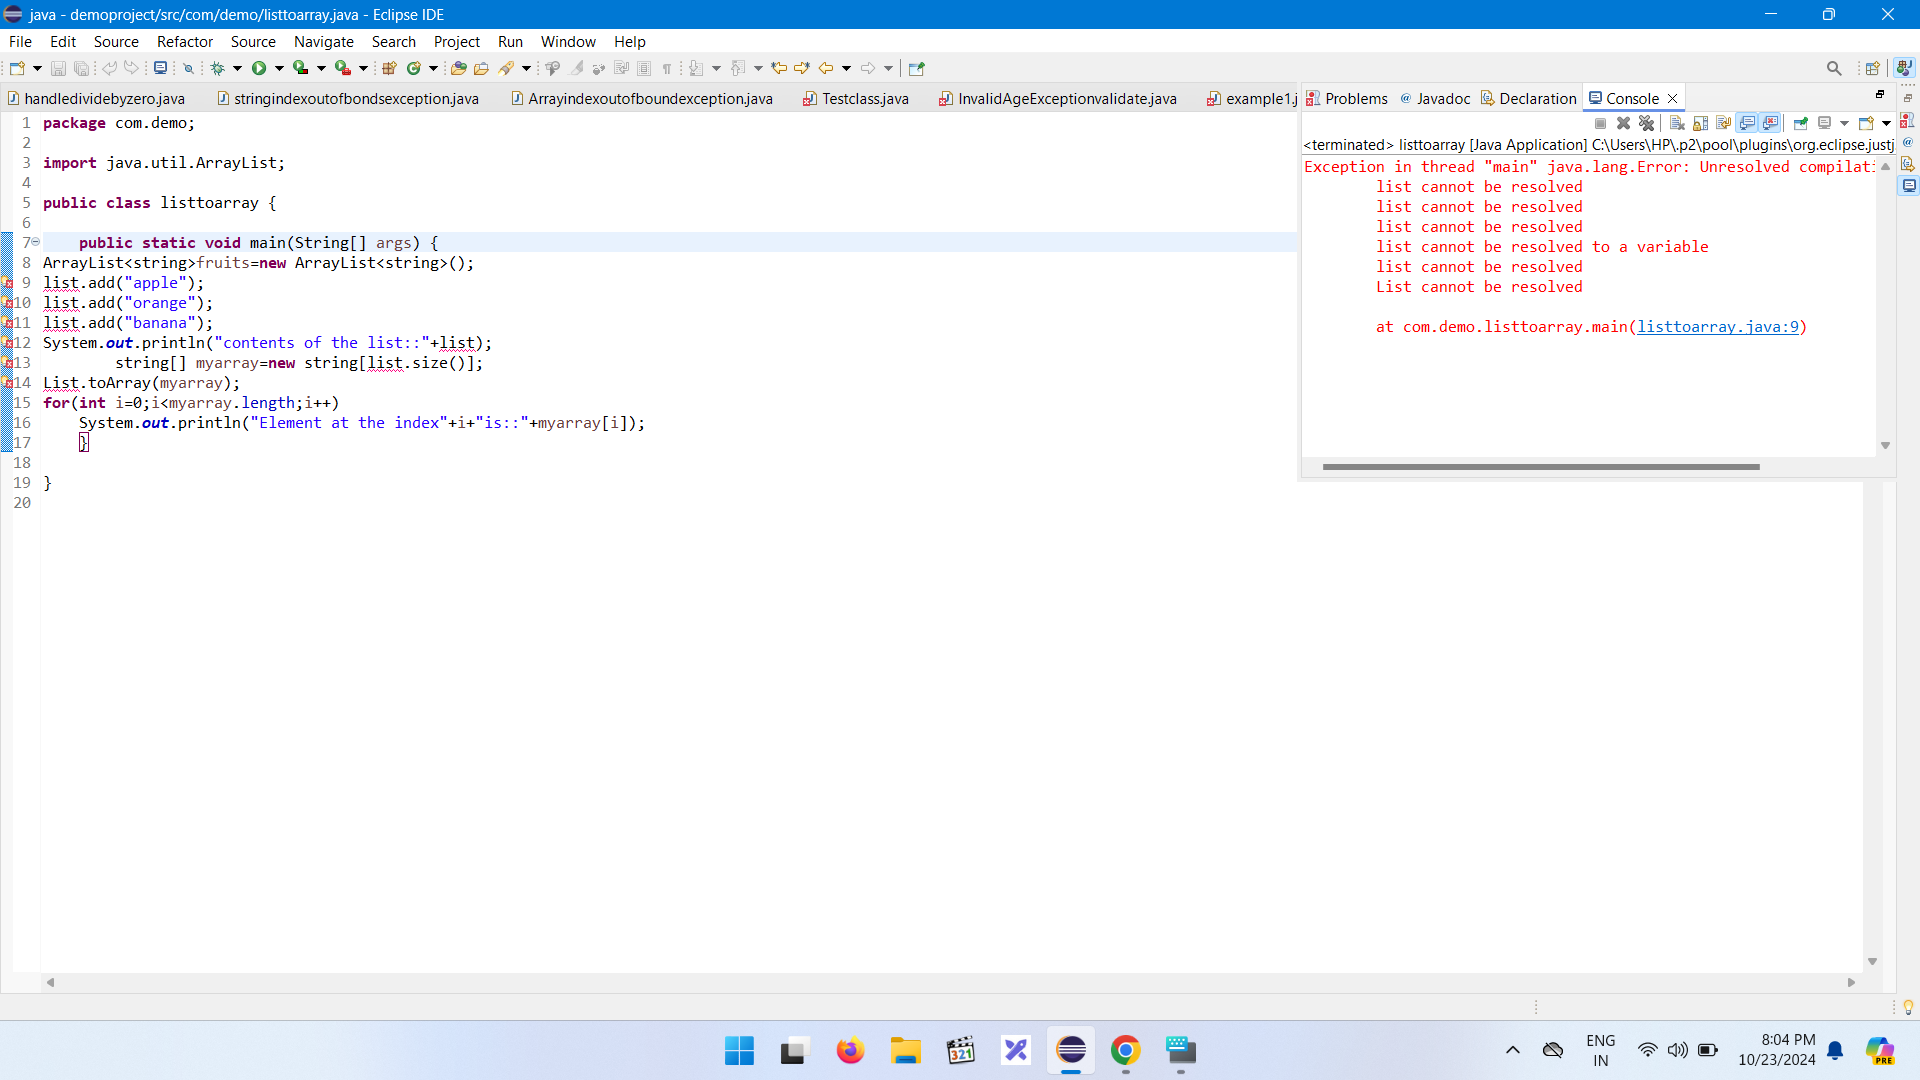 java - demoproject/src/com/demo/listtoarray.java - Eclipse IDE
File Edit Source Refactor Source Navigate Search Project Run Window Help
handledividebyzero.java stringindexoutofbondsexception.java Arrayindexoutofboundexception.java Testclass.java InvalidAgeExceptionvalidate.java example1.j
Problems @ Javadoc Declaration Console
<terminated> listtoarray [Java Application] C:\Users\HP\.p2\pool\plugins\org.eclipse.justj
1 package com.demo;
2
3 import java.util.ArrayList;
4
5 public class listtoarray {
6
7 public static void main(String[] args) {
8 ArrayList<string>fruits=new ArrayList<string>();
9 list.add("apple");
10 list.add("orange");
11 list.add("banana");
12 System.out.println("contents of the list::"+list);
13 string[] myarray=new string[list.size()];
14 List.toArray(myarray);
15 for(int i=0;i<myarray.length;i++)
16 System.out.println("Element at the index"+i+"is::"+myarray[i]);
17 }
18
19 }
20
Exception in thread "main" java.lang.Error: Unresolved compilati
list cannot be resolved
list cannot be resolved
list cannot be resolved
list cannot be resolved to a variable
list cannot be resolved
List cannot be resolved
at com.demo.listtoarray.main(listtoarray.java:9)
321
ENG
IN
8:04 PM
10/23/2024
PRE